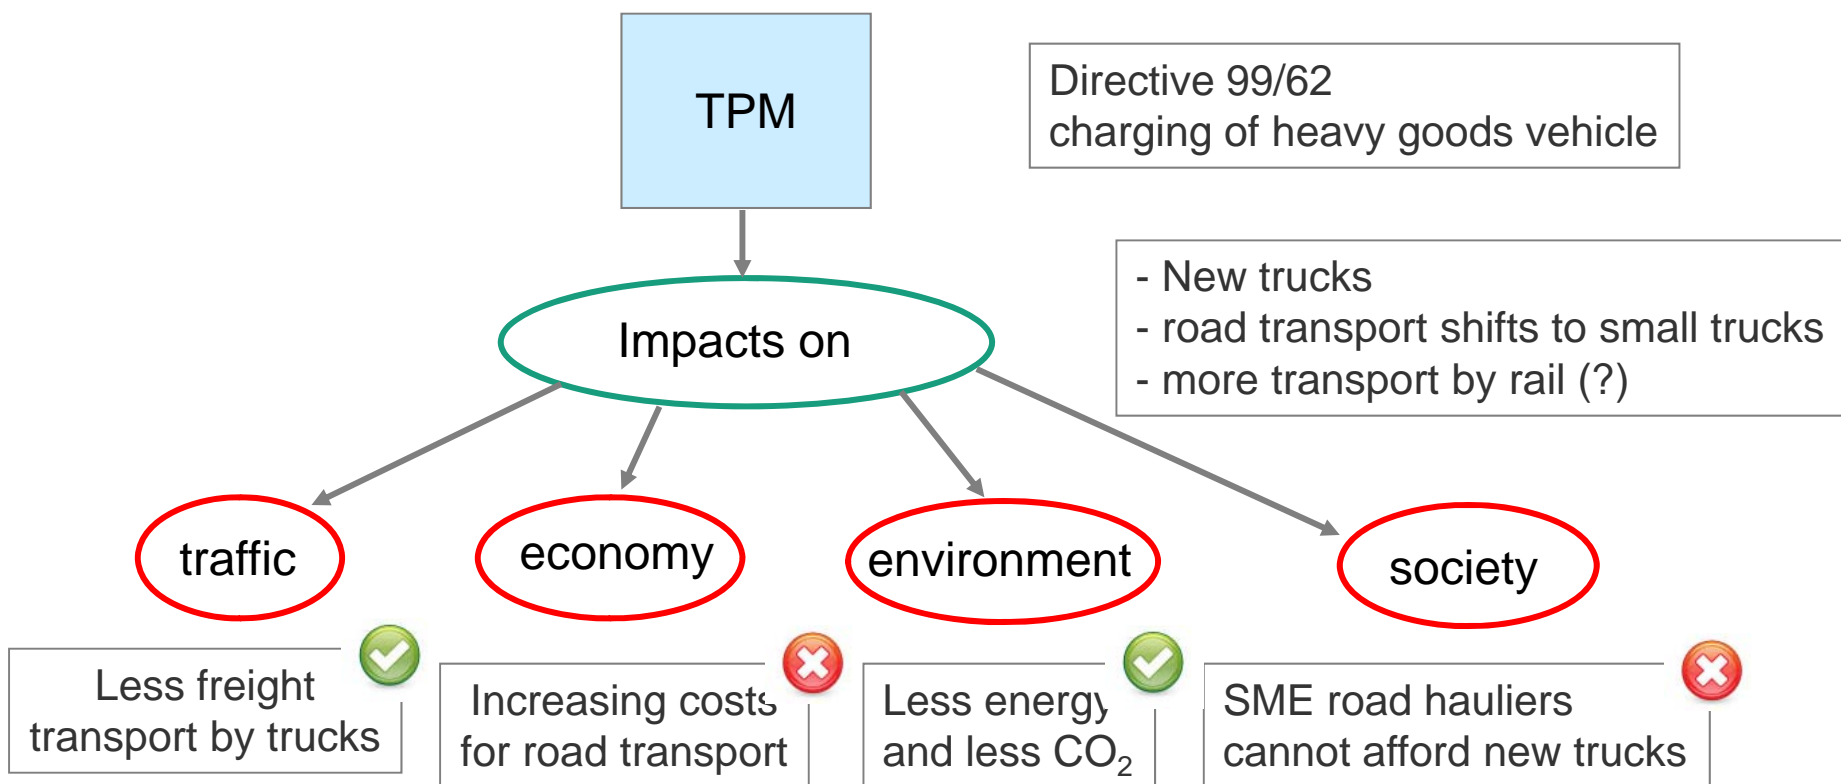 TPM
Directive 99/62
charging of heavy goods vehicle
Impacts on
- New trucks
- road transport shifts to small trucks
- more transport by rail (?)
traffic
economy
environment
society
Less freight
transport by trucks
Increasing costs
for road transport
Less energy
and less CO₂
SME road hauliers
cannot afford new trucks